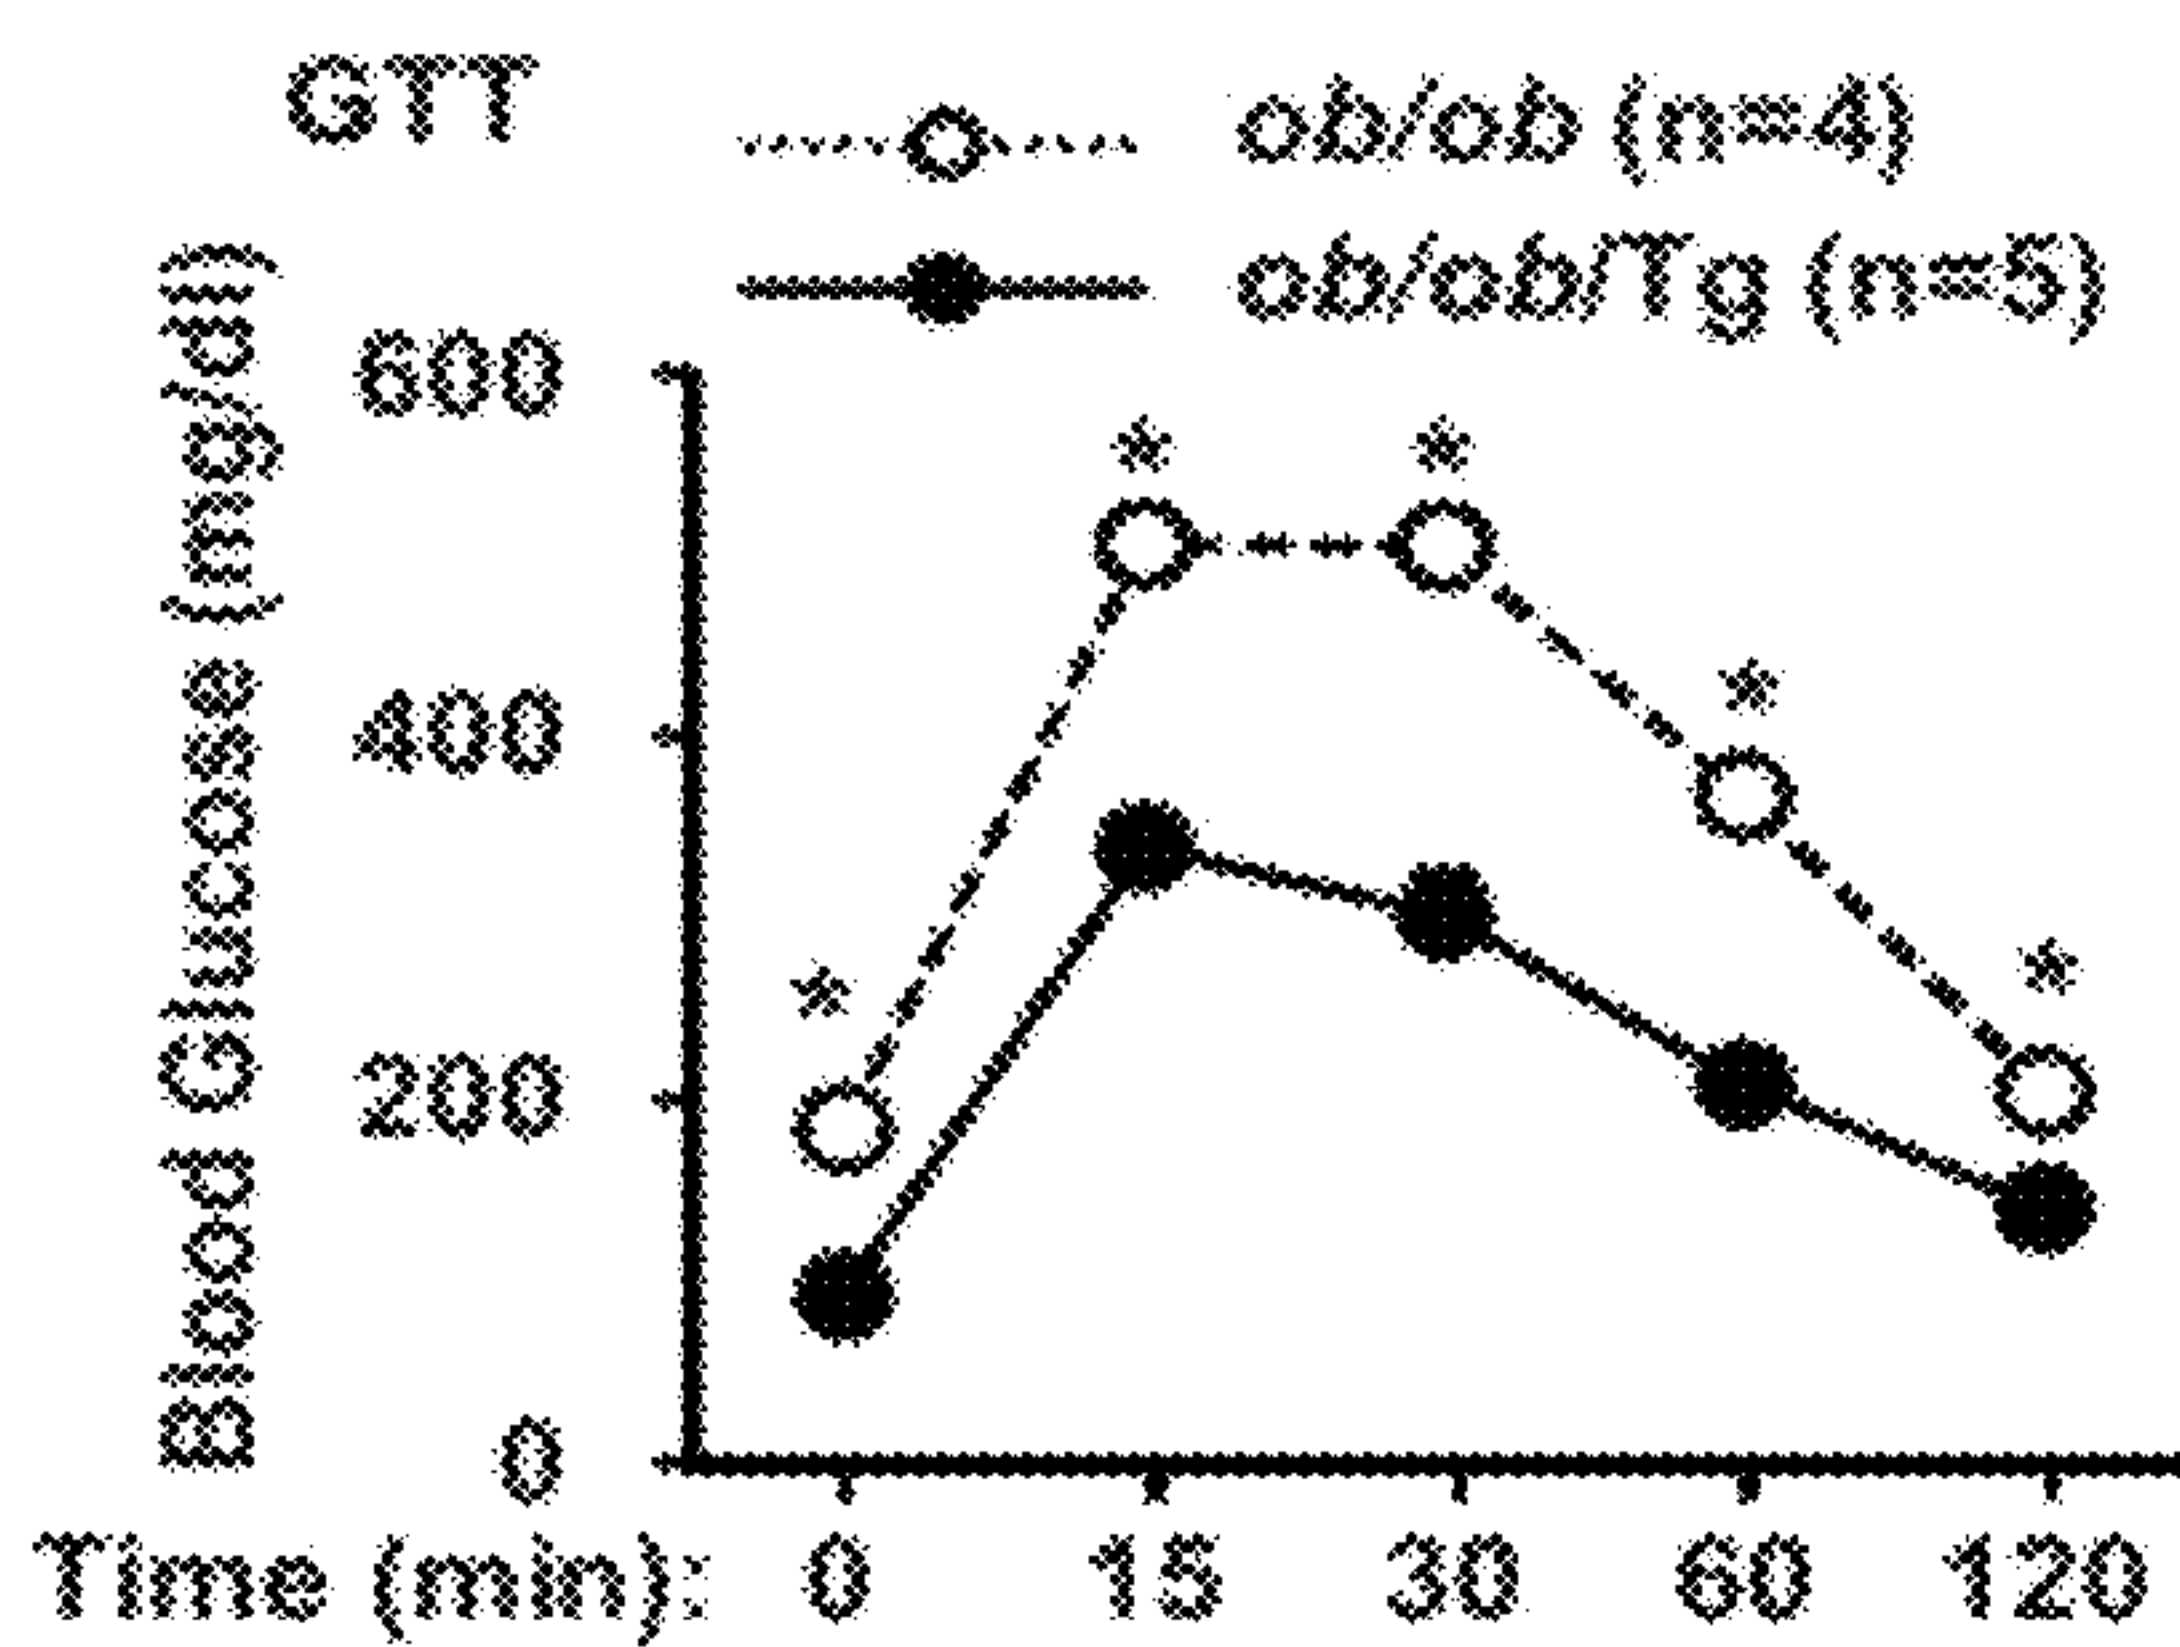 GTT
ob/ob (n=4)
ob/ob/Tg (n=5)
Blood Glucose (mg/dl)
600
*
*
400
*
*
*
200
0
Time (min): 0 15 30 60 120